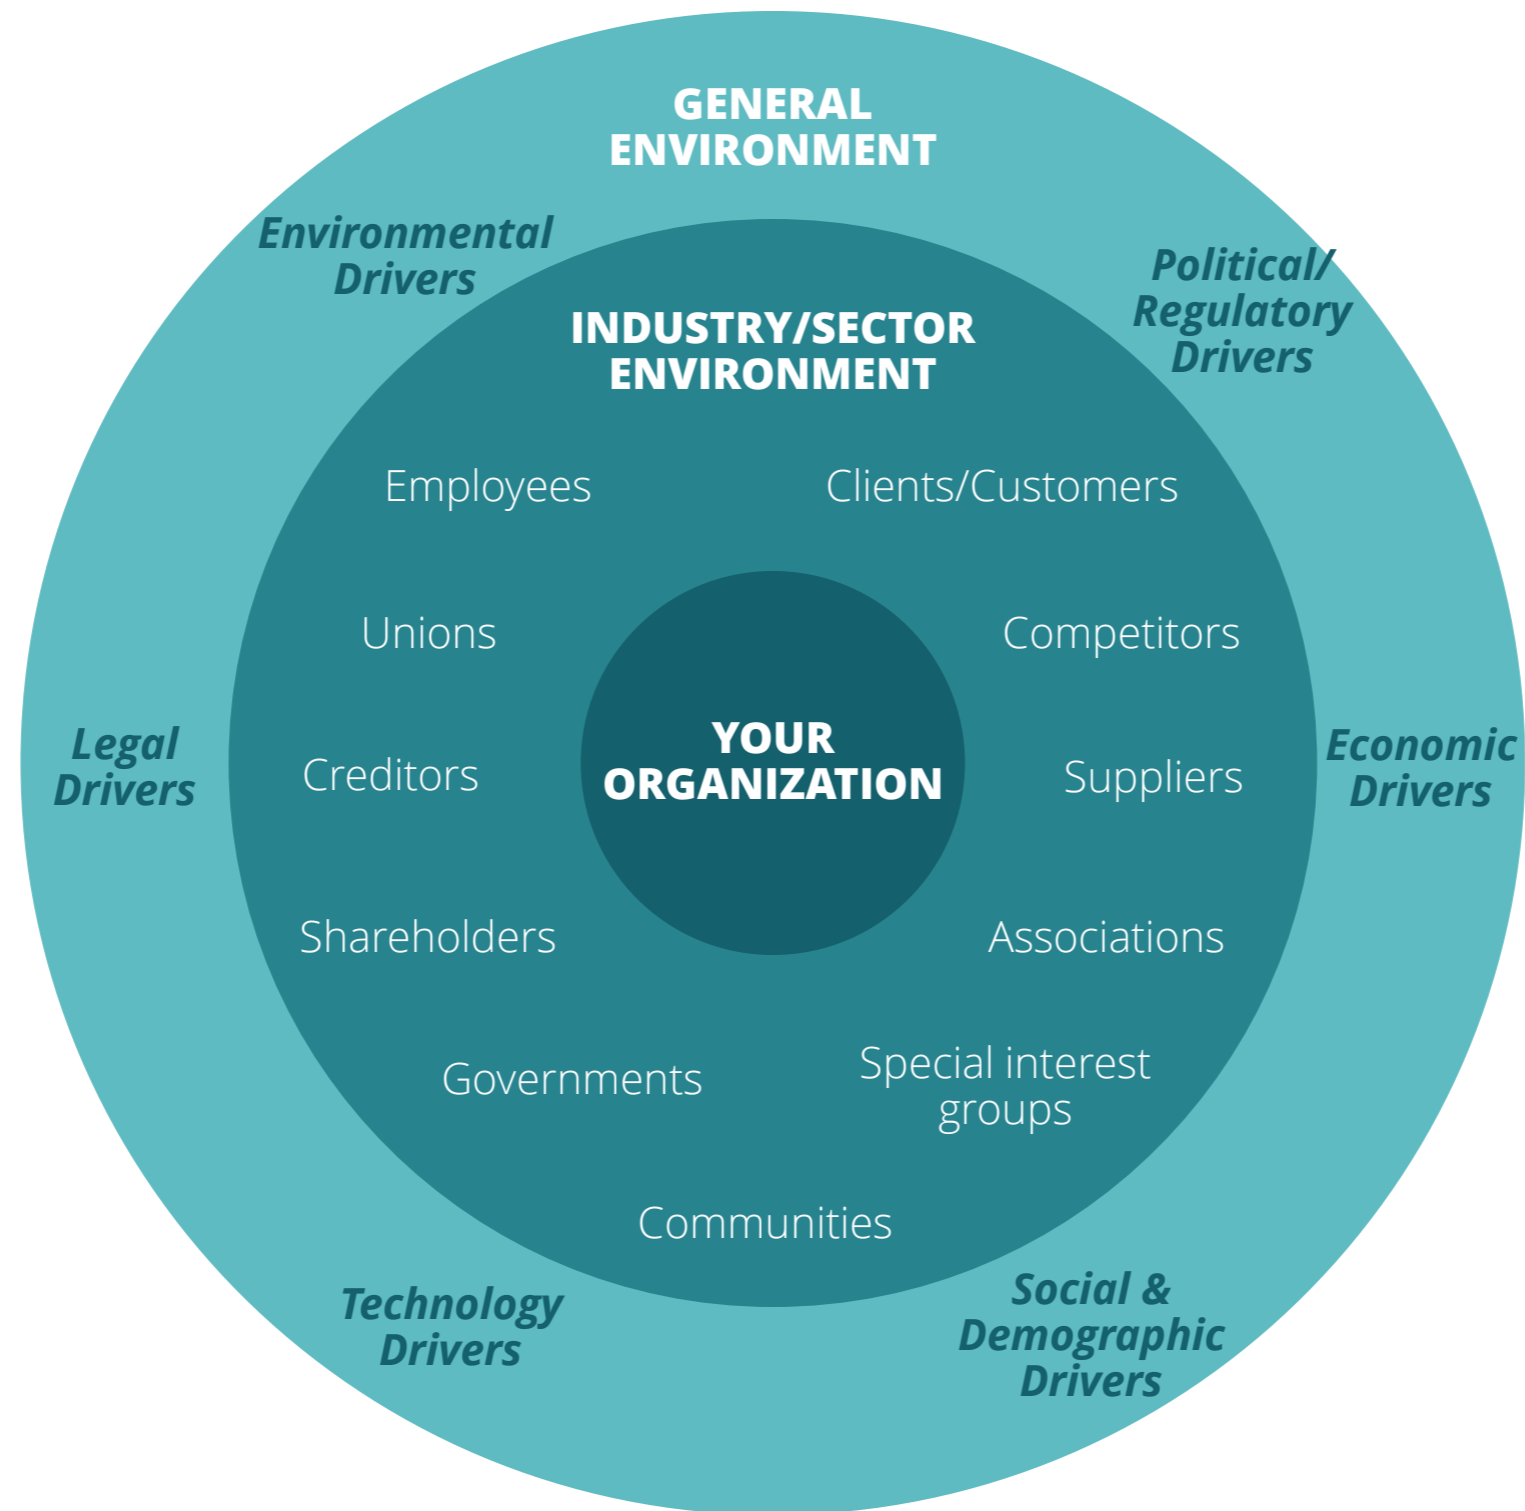 GENERAL
ENVIRONMENT
Environmental
Drivers
Political/
Regulatory
Drivers
INDUSTRY/SECTOR
ENVIRONMENT
Employees
Clients/Customers
Unions
Competitors
YOUR
ORGANIZATION
Legal
Drivers
Creditors
Suppliers
Economic
Drivers
Shareholders
Associations
Governments
Special interest
groups
Communities
Technology
Drivers
Social &
Demographic
Drivers